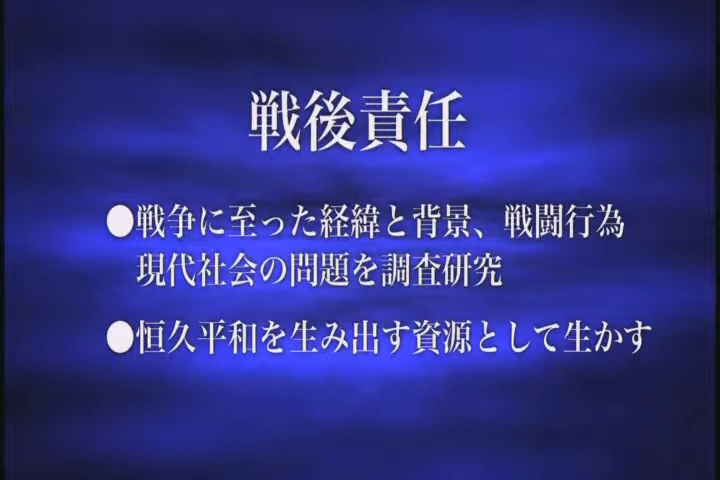 戦後責任
●戦争に至った経緯と背景、戦闘行為
現代社会の問題を調査研究
●恒久平和を生み出す資源として生かす